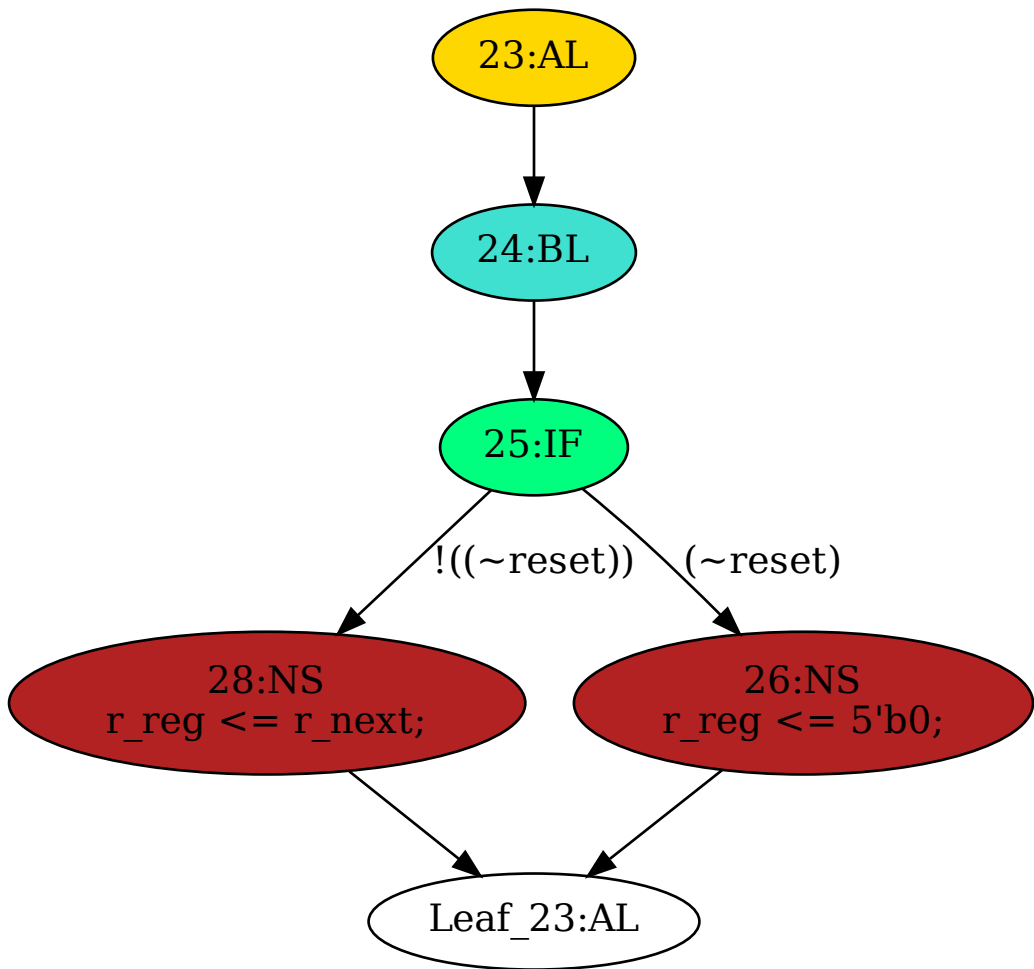 23:AL
24:BL
25:IF
!((~reset))
(~reset)
28:NS
r_reg <= r_next;
26:NS
r_reg <= 5'b0;
Leaf_23:AL